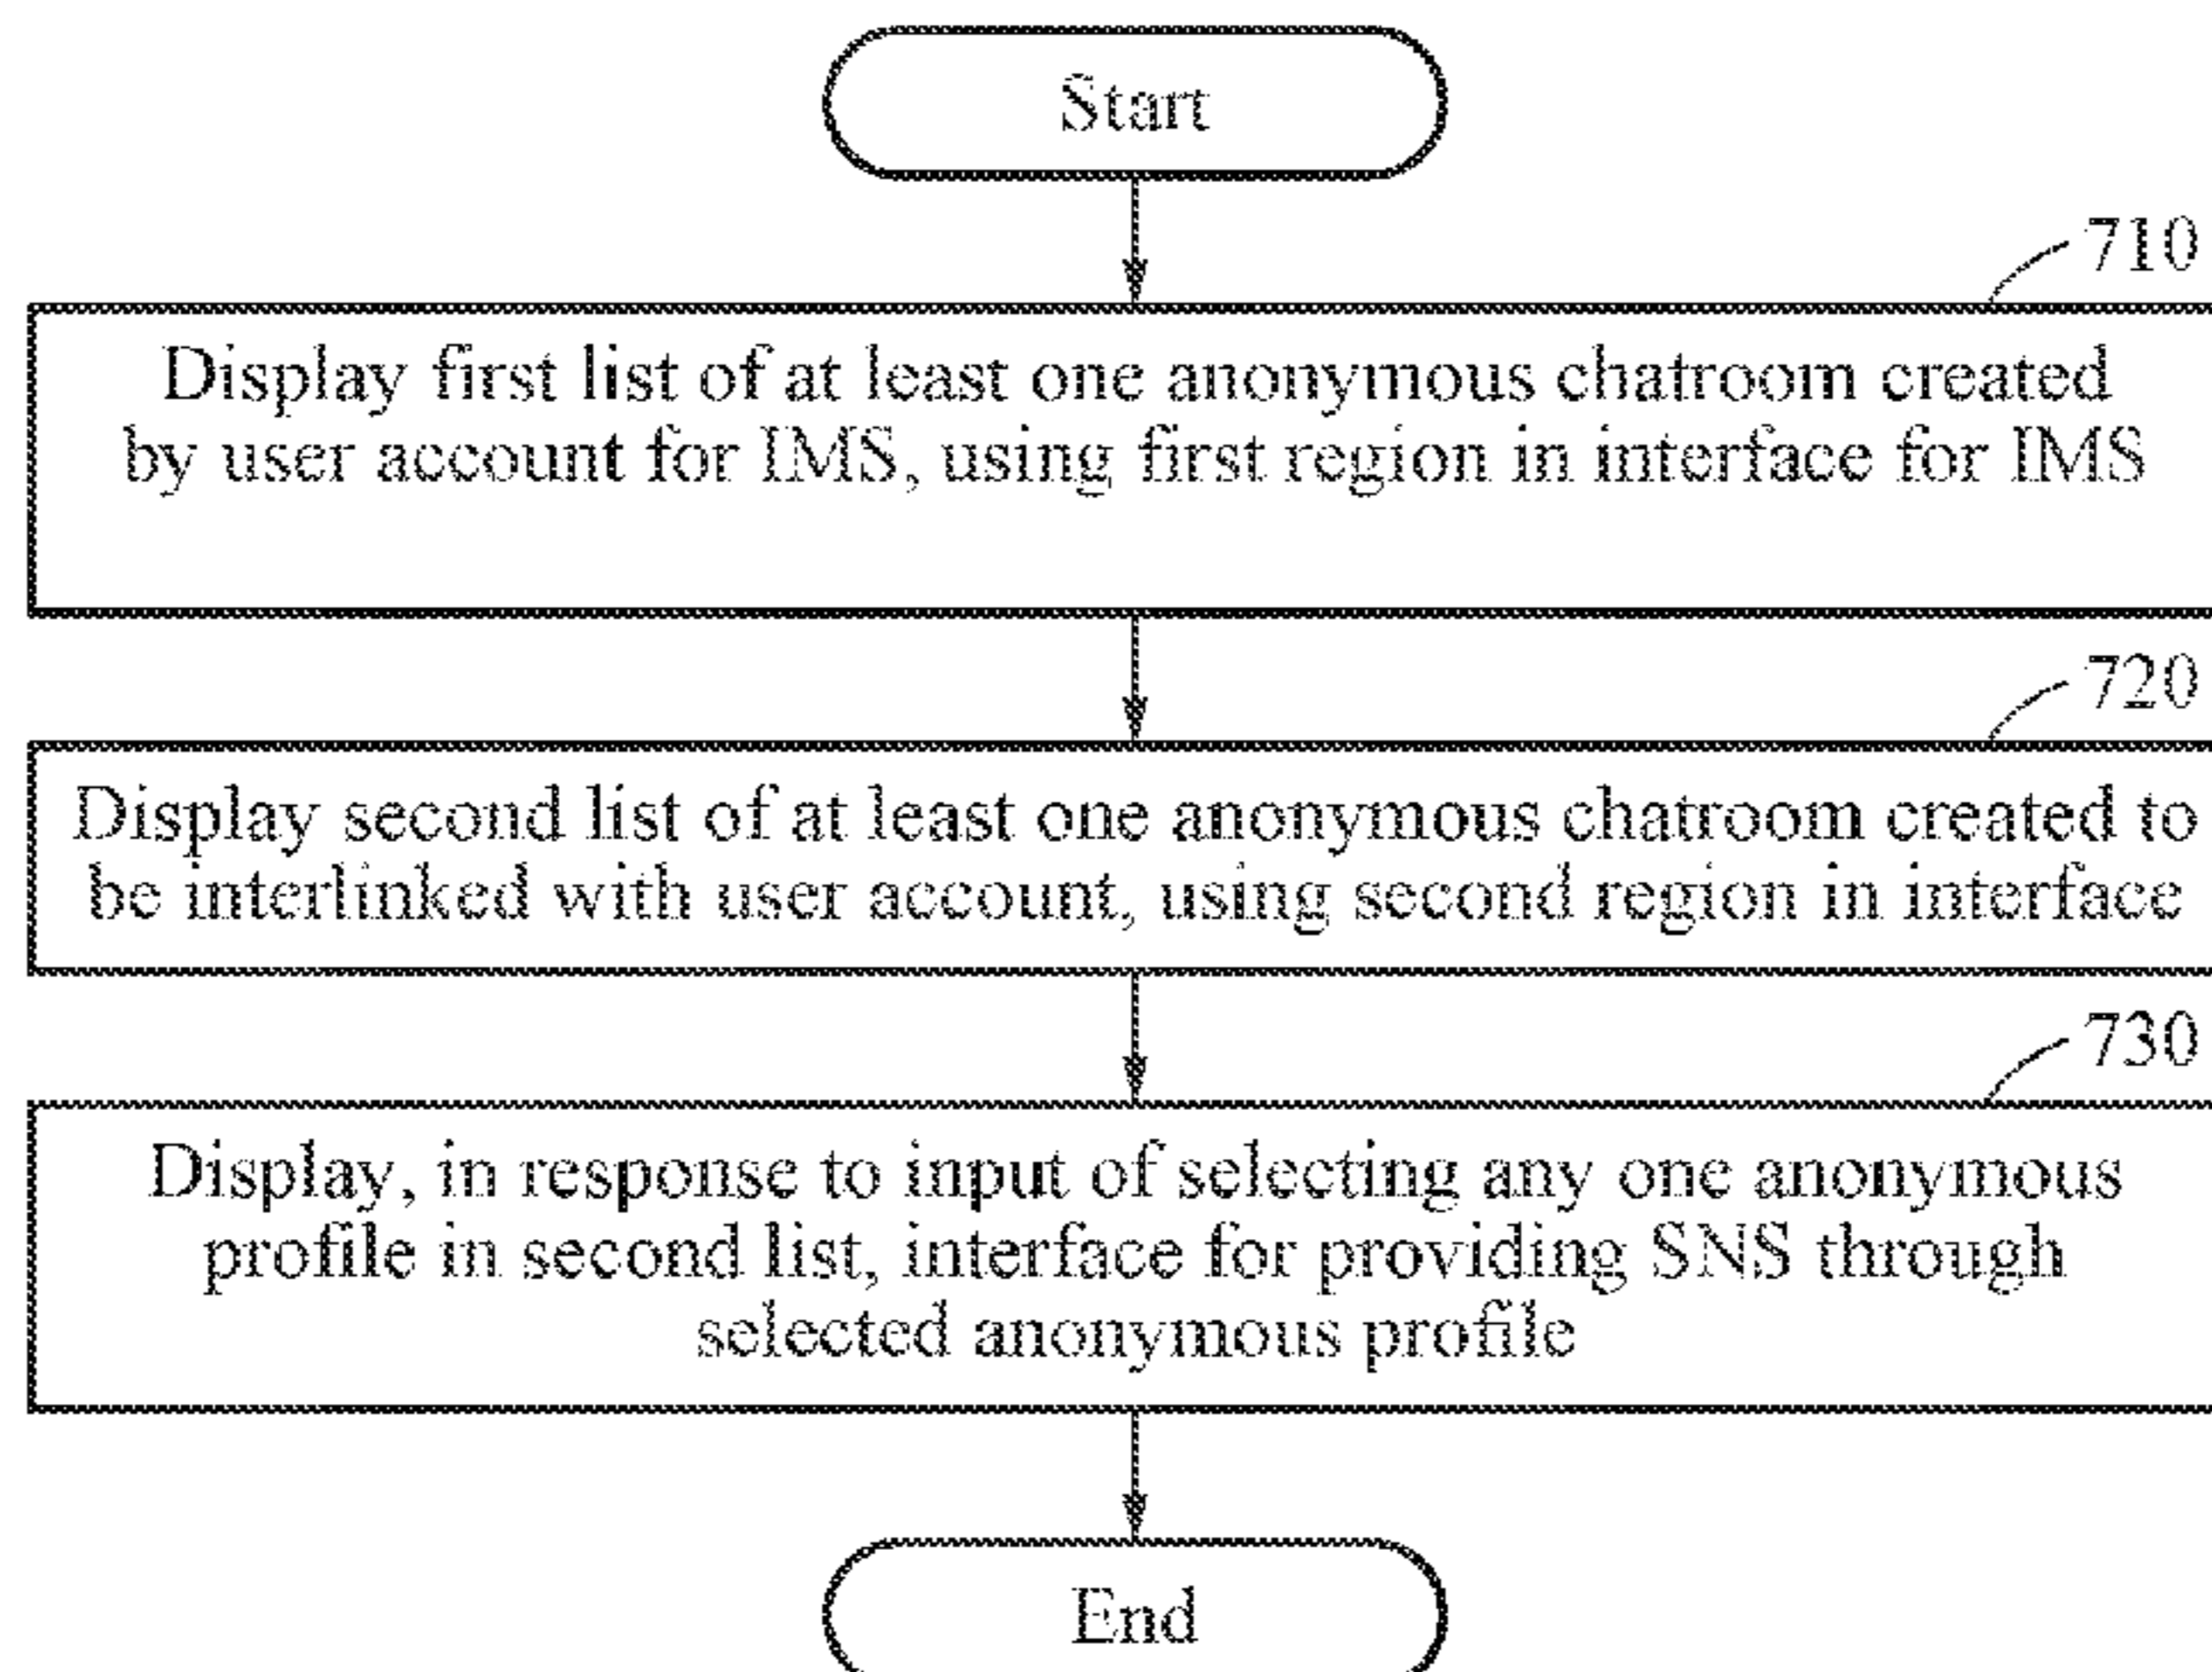 Start
710
Display first list of at least one anonymous chatroom created
by user account for IMS, using first region in interface for IMS
720
Display second list of at least one anonymous chatroom created to
be interlinked with user account, using second region in interface
730
Display, in response to input of selecting any one anonymous
profile in second list, interface for providing SNS through
selected anonymous profile
End